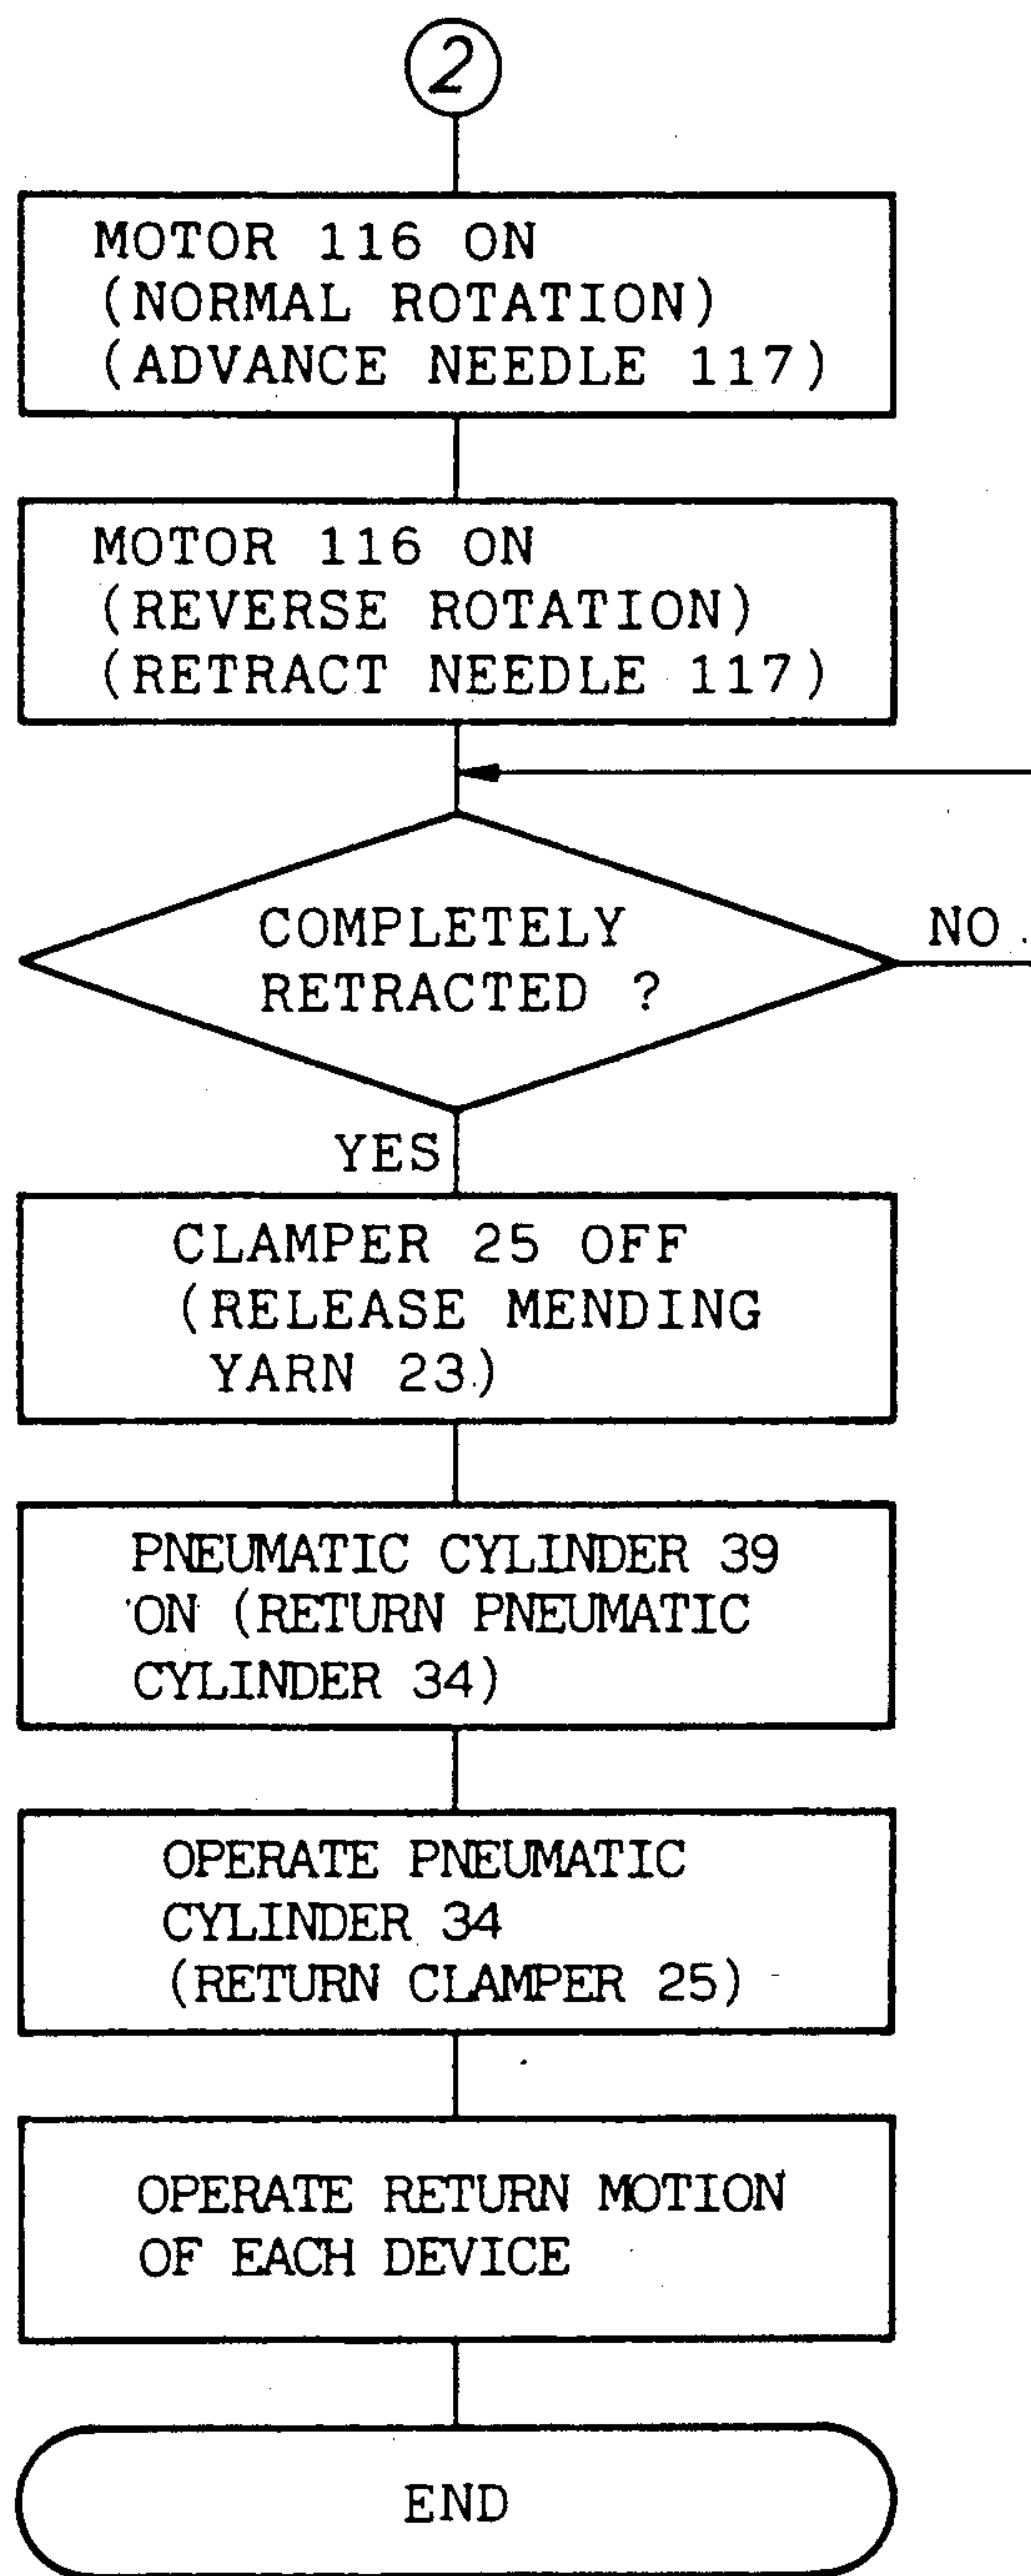 2
MOTOR 116 ON
(NORMAL ROTATION)
(ADVANCE NEEDLE 117)
MOTOR 116 ON
(REVERSE ROTATION)
(RETRACT NEEDLE 117)
COMPLETELY
RETRACTED ?
NO
YES
CLAMPER 25 OFF
(RELEASE MENDING
YARN 23)
PNEUMATIC CYLINDER 39
ON (RETURN PNEUMATIC
CYLINDER 34)
OPERATE PNEUMATIC
CYLINDER 34
(RETURN CLAMPER 25)
OPERATE RETURN MOTION
OF EACH DEVICE
END